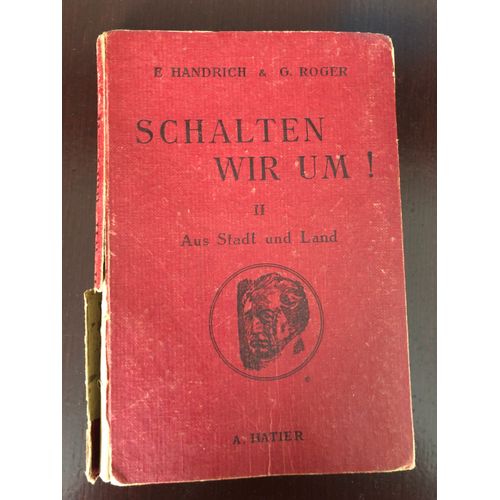 E HANDRICH & G. ROGER
SCHALTEN
WIR UM !
II
Aus Stadt und Land
A. HATIER